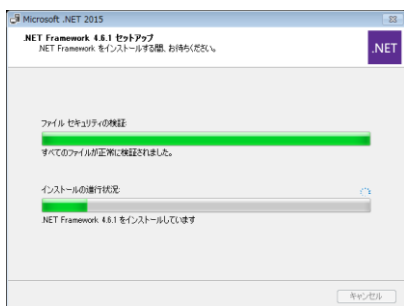 Microsoft .NET 2015
.NET Framework 4.6.1 セットアップ
.NET Framework をインストールする間、お待ちください。
.NET
ファイル セキュリティの検証:
すべてのファイルが正常に検証されました。
インストールの進行状況:
.NET Framework 4.6.1 をインストールしています
キャンセル